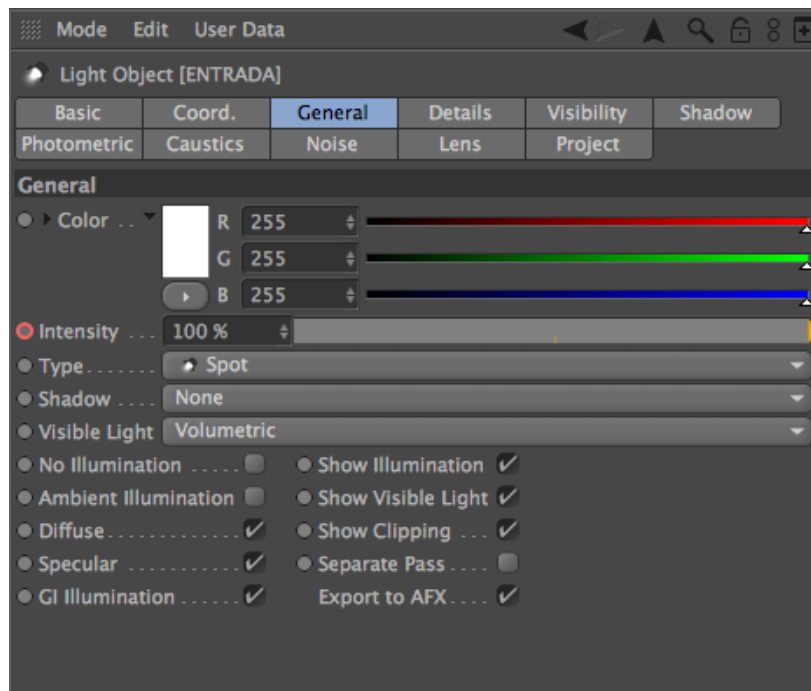 Mode Edit User Data
Light Object [ENTRADA]
Basic Coord. General Details Visibility Shadow
Photometric Caustics Noise Lens Project
General
Color . . R 255
G 255
B 255
Intensity . . . 100 %
Type. . . . . . . Spot
Shadow . . . . None
Visible Light Volumetric
No Illumination . . . . . Show Illumination
Ambient Illumination Show Visible Light
Diffuse. . . . . . . . . . . . Show Clipping . . .
Specular . . . . . . . . . . Separate Pass . . . .
GI Illumination . . . . . . Export to AFX . . . .